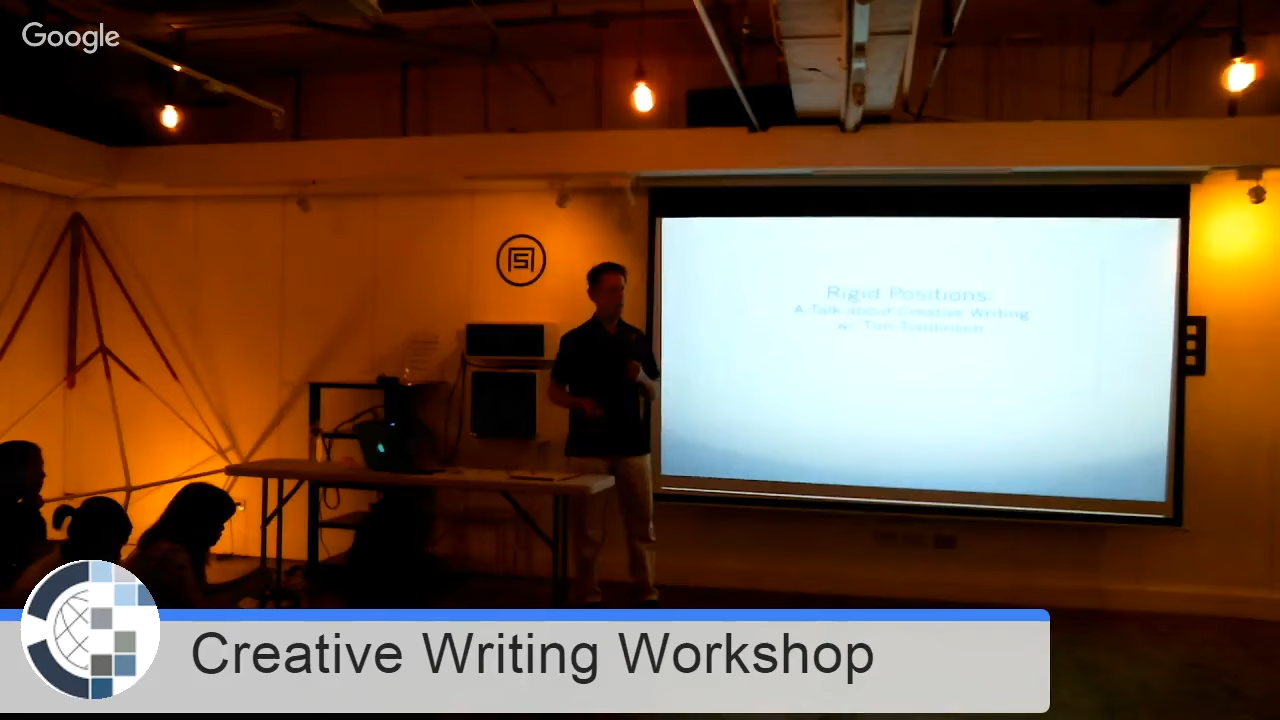 Google
Rigid Positions:
A Talk about Creative Writing
w/ Tim Tomlinson
Creative Writing Workshop